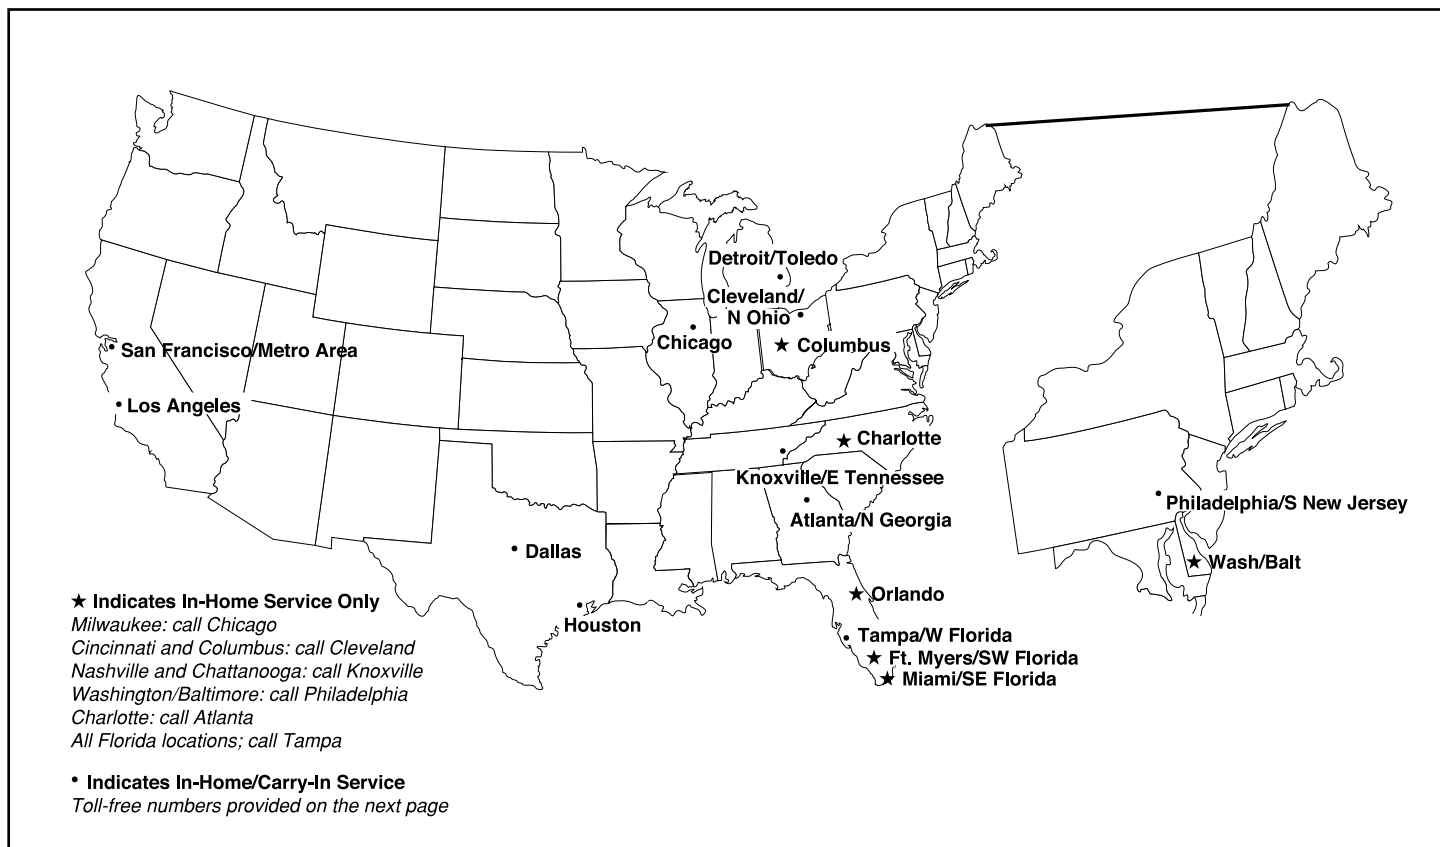 Detroit/Toledo
Cleveland/
N Ohio
Chicago
Columbus
San Francisco/Metro Area
Los Angeles
Charlotte
Knoxville/E Tennessee
Atlanta/N Georgia
Philadelphia/S New Jersey
Wash/Balt
Dallas
Houston
Orlando
Tampa/W Florida
Ft. Myers/SW Florida
Miami/SE Florida
★ Indicates In-Home Service Only
Milwaukee: call Chicago
Cincinnati and Columbus: call Cleveland
Nashville and Chattanooga: call Knoxville
Washington/Baltimore: call Philadelphia
Charlotte: call Atlanta
All Florida locations; call Tampa
• Indicates In-Home/Carry-In Service
Toll-free numbers provided on the next page